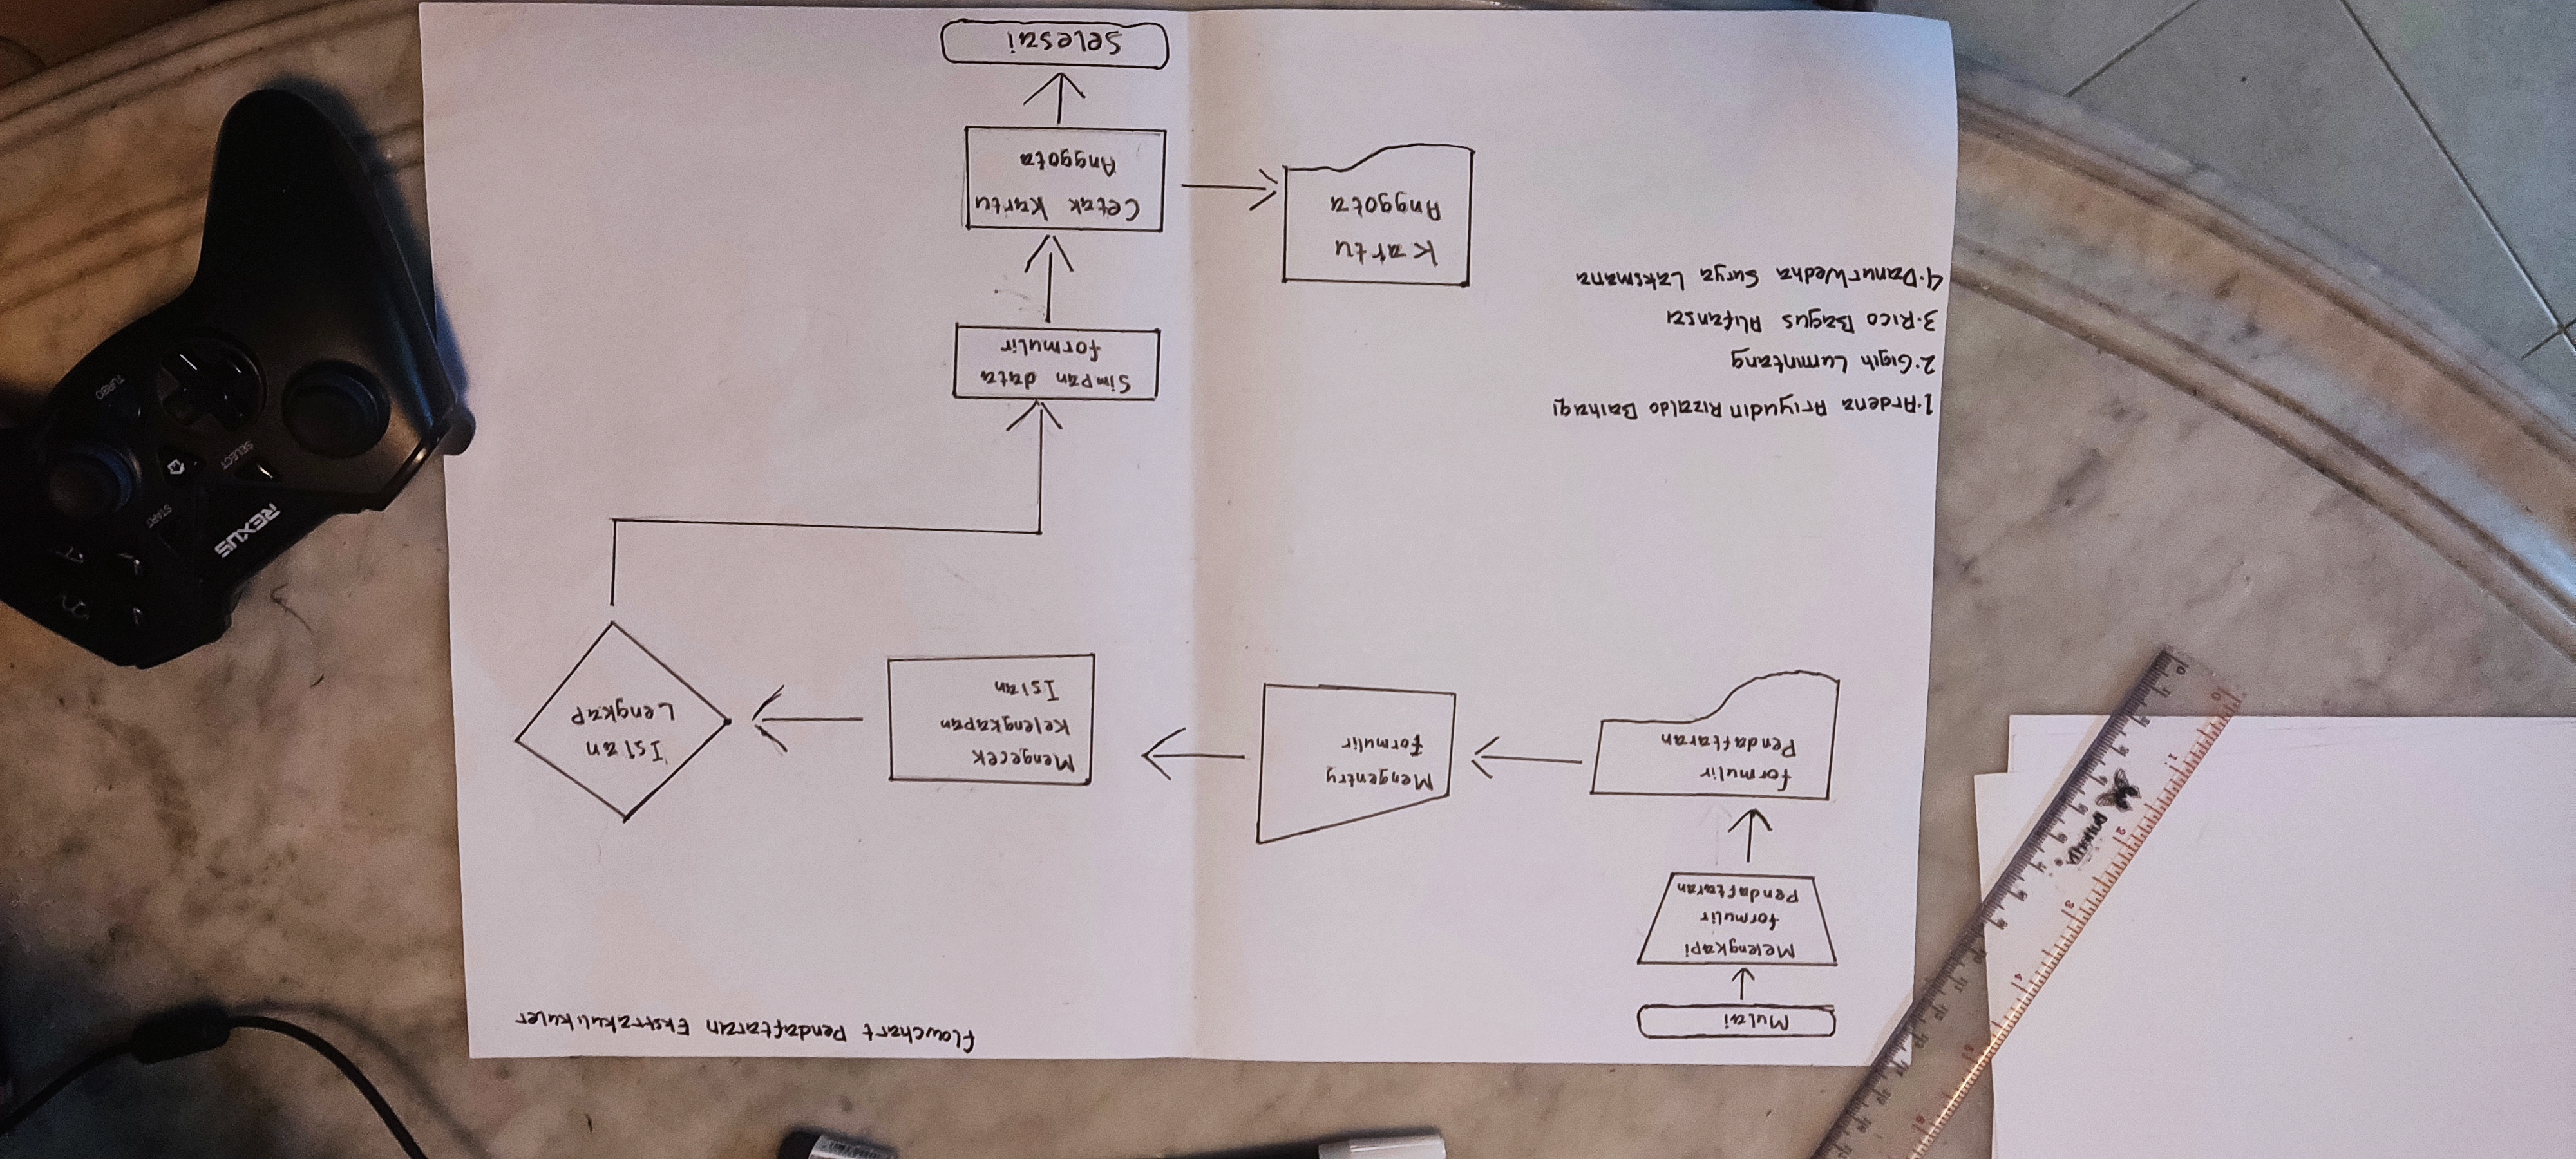 flowchart Pendaftaran Ekstrakulikuler
Mulai
Melengkapi
formulir
Pendaftaran
formulir
Pendaftaran
Mengentry
Formulir
Mengecek
Kelengkapan
Isian
Isian
Lengkap
Simpan data
formulir
Cetak Kartu
Anggota
Kartu
Anggota
Selesai
1.Ardena Ariyudin Rizaldo Baihaqi
2.Gigih Lumintang
3.Rico Bagus Alifansa
4.DanurWedha Surya Laksmana
REXUS
SELECT
START
TURBO